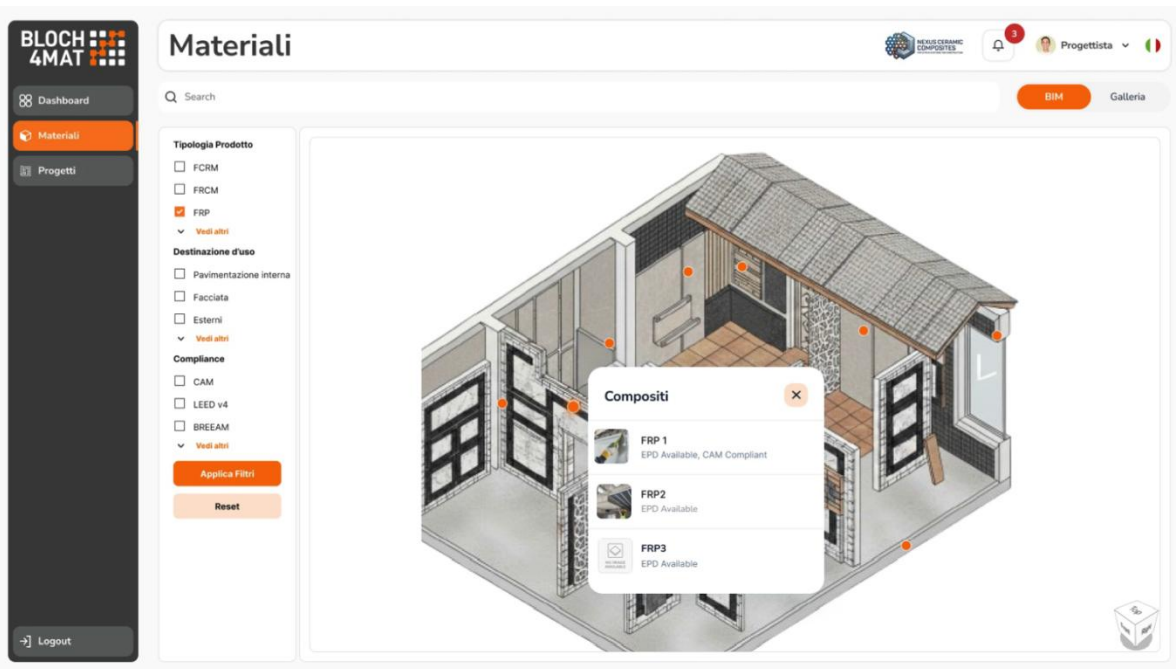 BLOCH
4MAT
Materiali
NEXUS CERAMIC
COMPOSITES
3
Progettista
Dashboard
Materiali
Progetti
Logout
Search
BIM
Galleria
Tipologia Prodotto
FCRM
FRCM
FRP
Vedi altri
Destinazione d'uso
Pavimentazione interna
Facciata
Esterni
Vedi altri
Compliance
CAM
LEED v4
BREEAM
Vedi altri
Applica Filtri
Reset
Compositi
FRP 1
EPD Available, CAM Compliant
FRP2
EPD Available
FRP3
EPD Available
Top